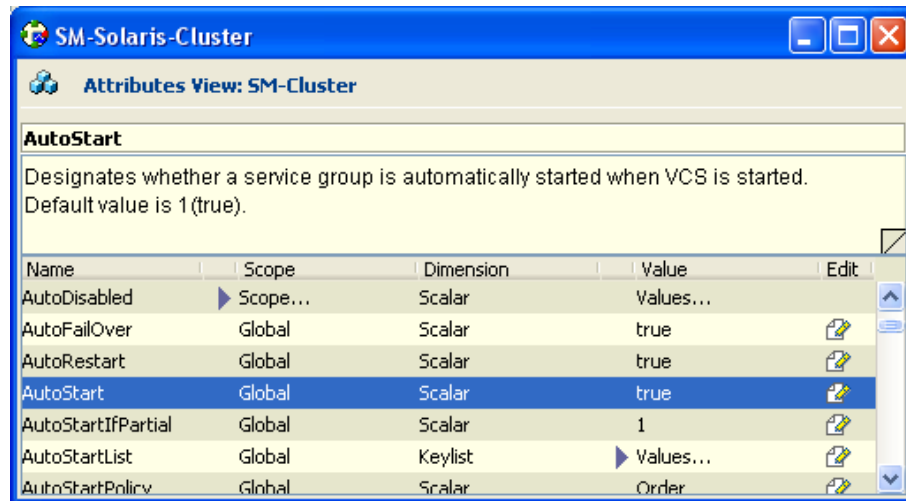 SM-Solaris-Cluster
Attributes View: SM-Cluster
AutoStart
Designates whether a service group is automatically started when VCS is started.
Default value is 1(true).
Name Scope Dimension Value Edit
AutoDisabled Scope... Scalar Values...
AutoFailOver Global Scalar true
AutoRestart Global Scalar true
AutoStart Global Scalar true
AutoStartIfPartial Global Scalar 1
AutoStartList Global Keylist Values...
AutoStartPolicy Global Scalar Order